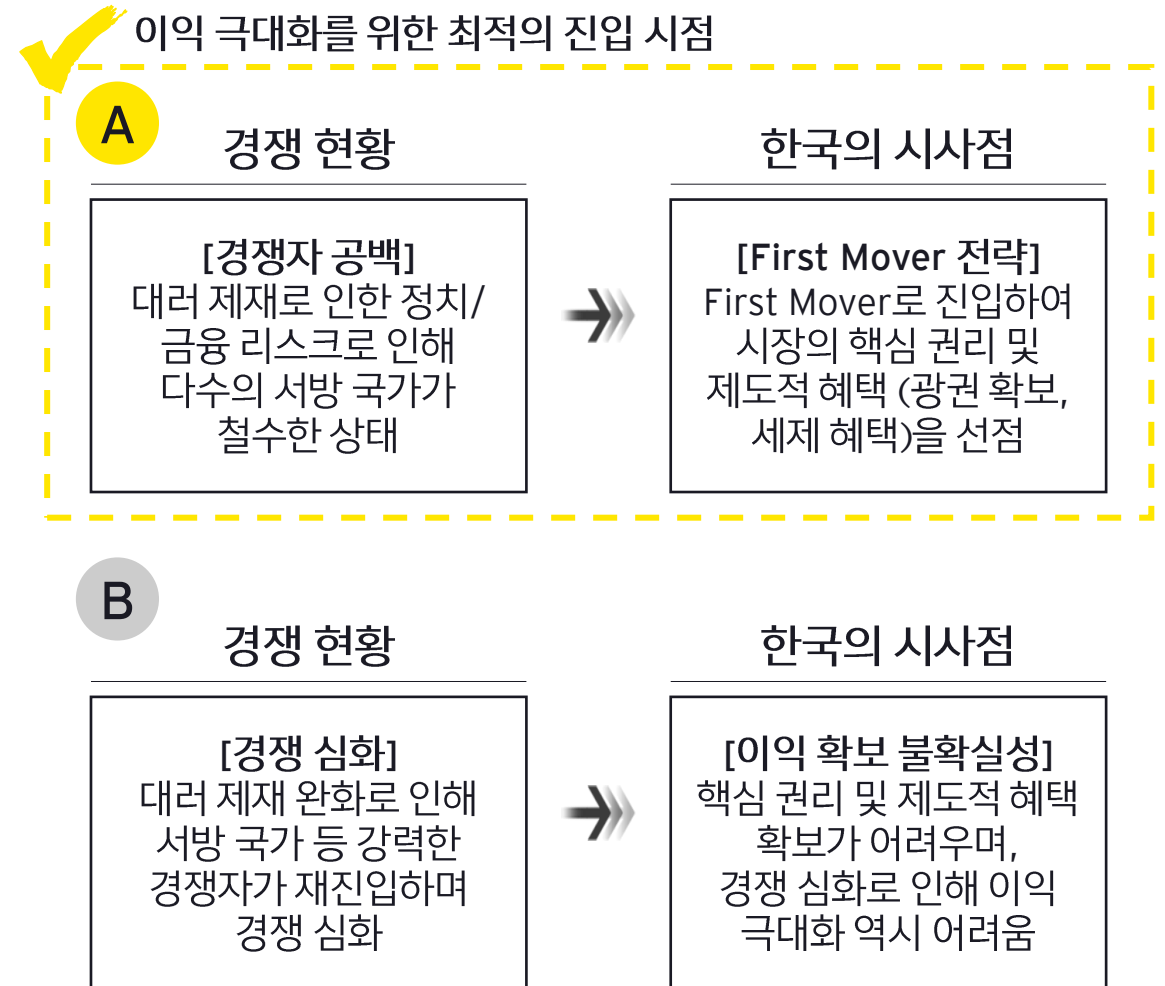 이익 극대화를 위한 최적의 진입 시점
A
경쟁 현황
한국의 시사점
[경쟁자 공백]
대러 제재로 인한 정치/
금융 리스크로 인해
다수의 서방 국가가
철수한 상태
[First Mover 전략]
First Mover로 진입하여
시장의 핵심 권리 및
제도적 혜택 (광권 확보,
세제 혜택)을 선점
B
경쟁 현황
한국의 시사점
[경쟁 심화]
대러 제재 완화로 인해
서방 국가 등 강력한
경쟁자가 재진입하며
경쟁 심화
[이익 확보 불확실성]
핵심 권리 및 제도적 혜택
확보가 어려우며,
경쟁 심화로 인해 이익
극대화 역시 어려움